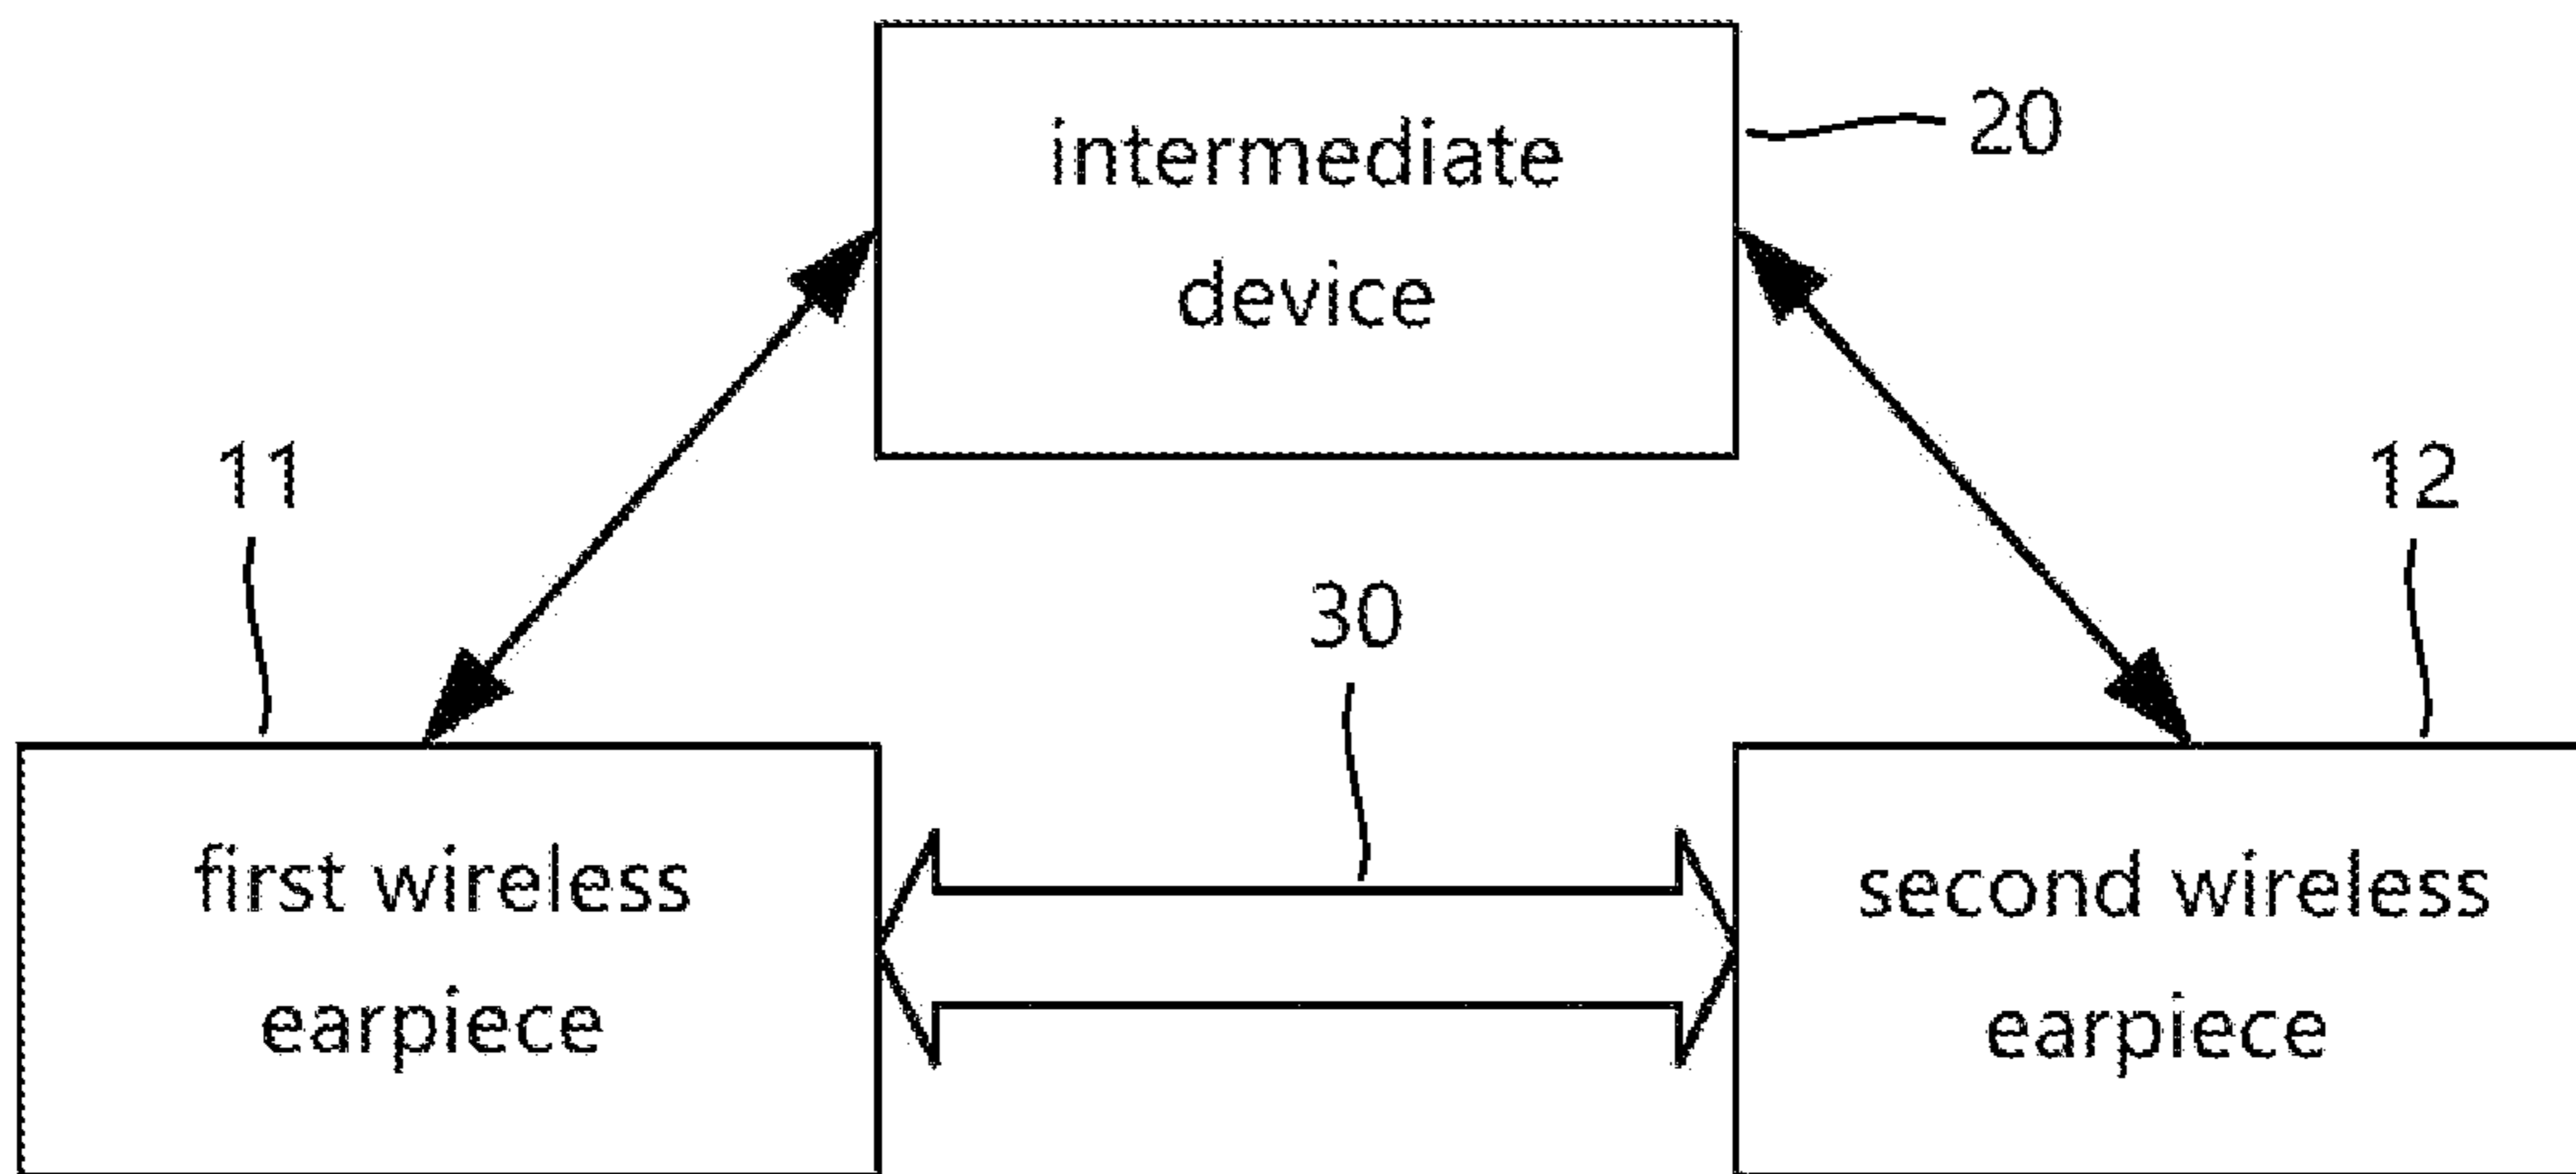 intermediate
device
20
11
12
30
first wireless
earpiece
second wireless
earpiece